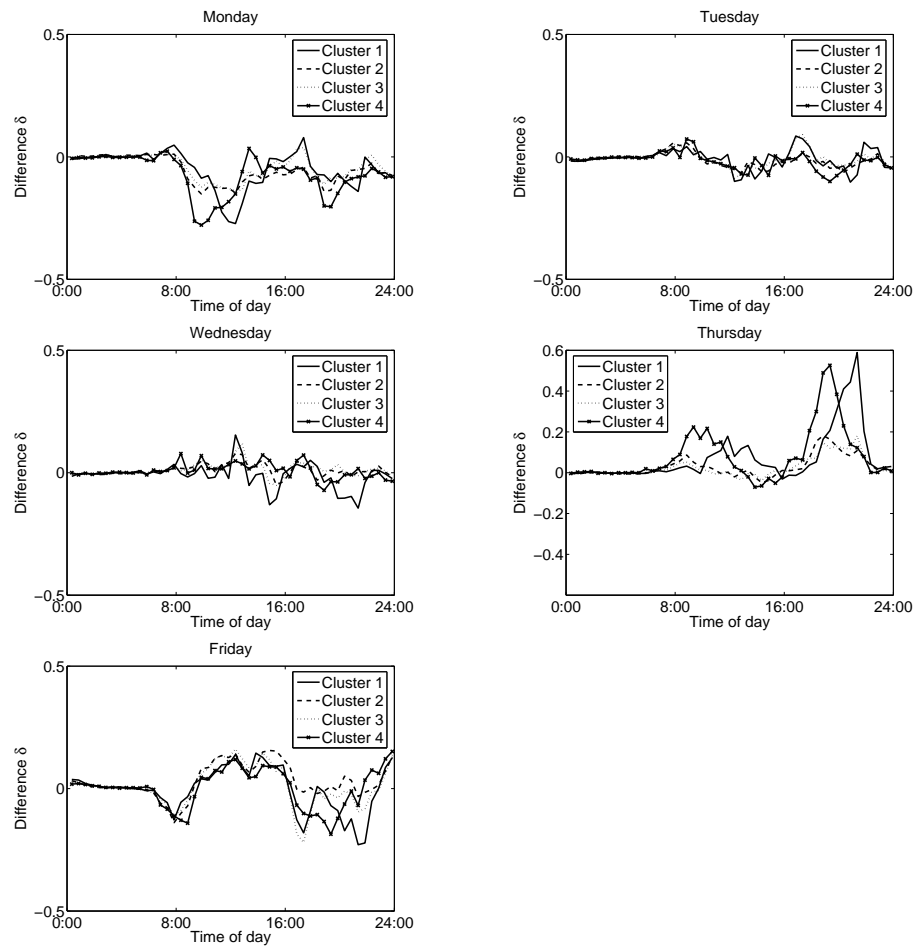 Monday
0.5
0
−0.5
Difference δ
0:00 8:00 16:00 24:00
Time of day
Cluster 1
Cluster 2
Cluster 3
Cluster 4
Tuesday
0.5
0
−0.5
Difference δ
0:00 8:00 16:00 24:00
Time of day
Cluster 1
Cluster 2
Cluster 3
Cluster 4
Wednesday
0.5
0
−0.5
Difference δ
0:00 8:00 16:00 24:00
Time of day
Cluster 1
Cluster 2
Cluster 3
Cluster 4
Thursday
0.6
0.4
0.2
0
−0.2
−0.4
Difference δ
0:00 8:00 16:00 24:00
Time of day
Cluster 1
Cluster 2
Cluster 3
Cluster 4
Friday
0.5
0
−0.5
Difference δ
0:00 8:00 16:00 24:00
Time of day
Cluster 1
Cluster 2
Cluster 3
Cluster 4